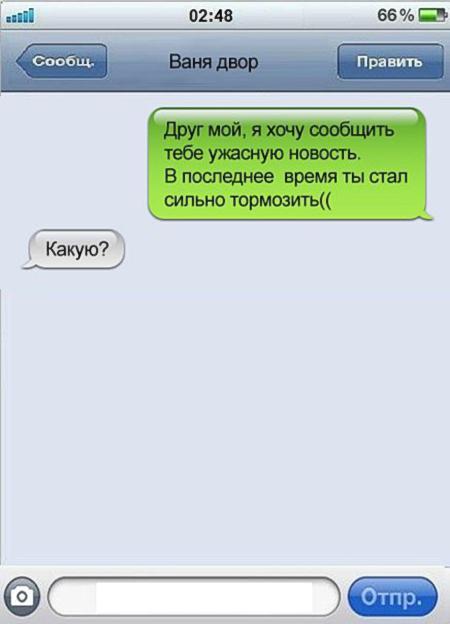 02:48
66 %
Сообщ.
Ваня двор
Править
Друг мой, я хочу сообщить
тебе ужасную новость.
В последнее время ты стал
сильно тормозить((
Какую?
Отпр.